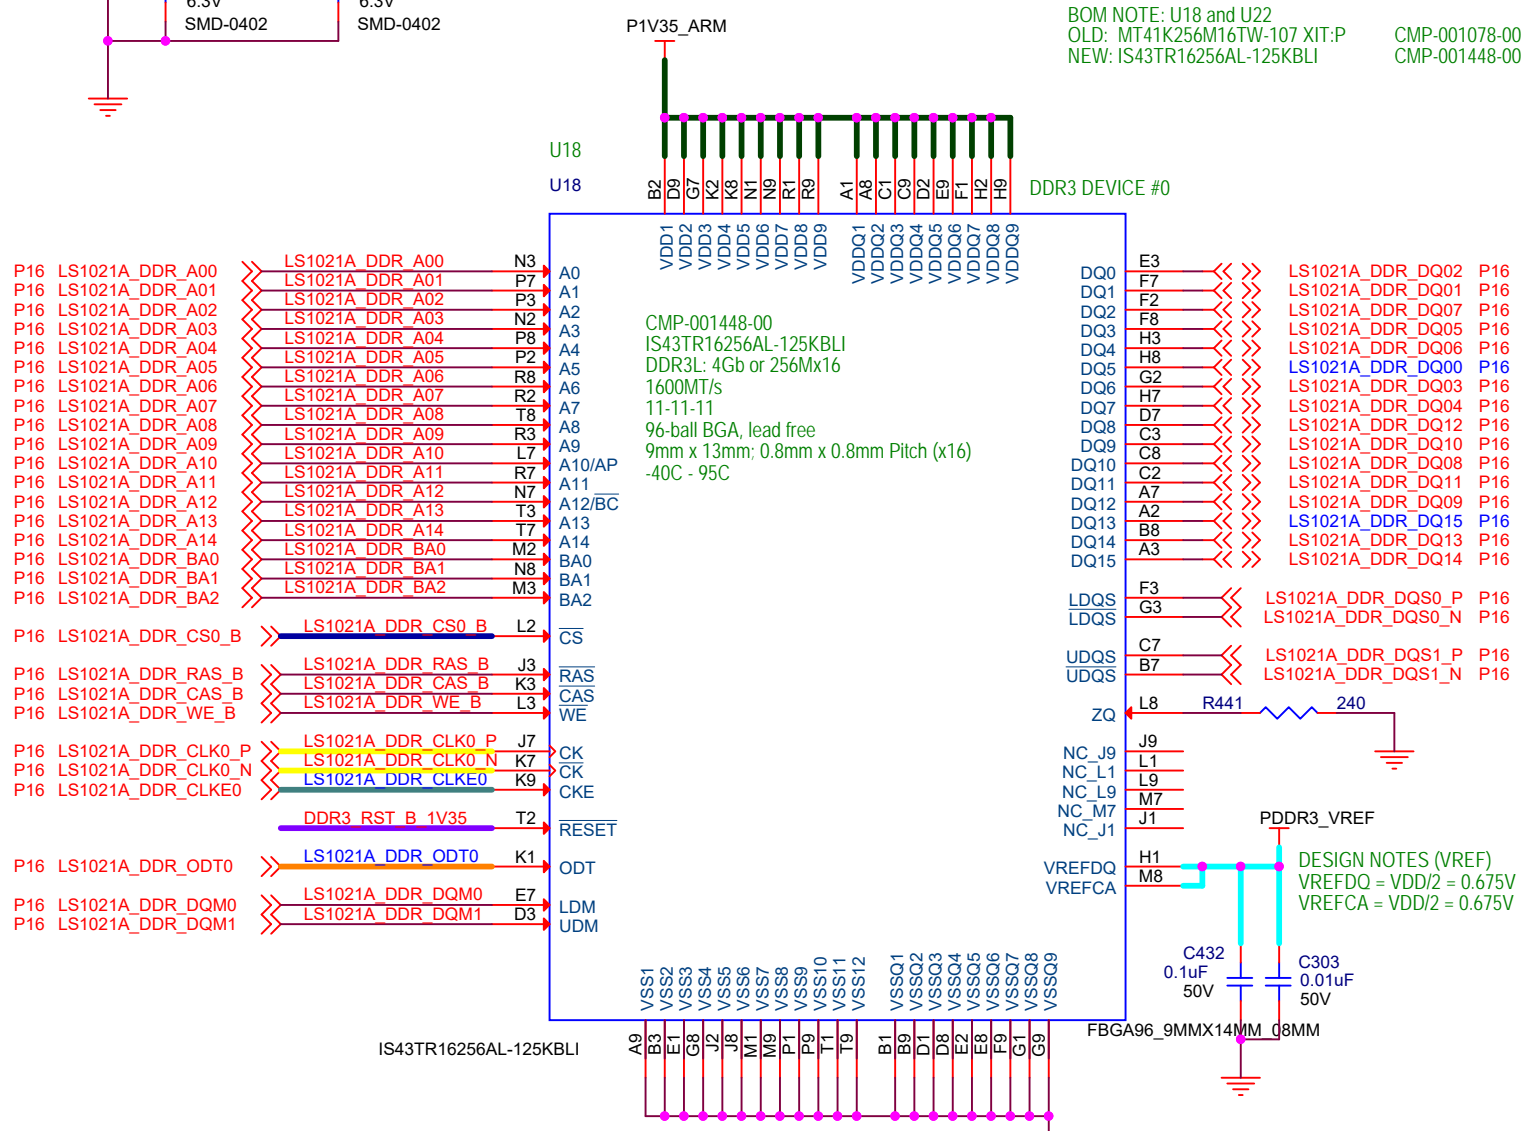 6.3V
SMD-0402
6.3V
SMD-0402
P1V35_ARM
BOM NOTE: U18 and U22
OLD: MT41K256M16TW-107 XIT:P CMP-001078-00
NEW: IS43TR16256AL-125KBLI CMP-001448-00
U18
U18
DDR3 DEVICE #0
B2 D9 G7 K2 K8 N1 N9 R1 R9 A1 A8 C1 C9 D2 E9 F1 H2 H9
VDD1 VDD2 VDD3 VDD4 VDD5 VDD6 VDD7 VDD8 VDD9 VDDQ1 VDDQ2 VDDQ3 VDDQ4 VDDQ5 VDDQ6 VDDQ7 VDDQ8 VDDQ9
P16 LS1021A_DDR_A00 LS1021A_DDR_A00 N3 A0
P16 LS1021A_DDR_A01 LS1021A_DDR_A01 P7 A1
P16 LS1021A_DDR_A02 LS1021A_DDR_A02 P3 A2
P16 LS1021A_DDR_A03 LS1021A_DDR_A03 N2 A3
P16 LS1021A_DDR_A04 LS1021A_DDR_A04 P8 A4
P16 LS1021A_DDR_A05 LS1021A_DDR_A05 P2 A5
P16 LS1021A_DDR_A06 LS1021A_DDR_A06 R8 A6
P16 LS1021A_DDR_A07 LS1021A_DDR_A07 R2 A7
P16 LS1021A_DDR_A08 LS1021A_DDR_A08 T8 A8
P16 LS1021A_DDR_A09 LS1021A_DDR_A09 R3 A9
P16 LS1021A_DDR_A10 LS1021A_DDR_A10 L7 A10/AP
P16 LS1021A_DDR_A11 LS1021A_DDR_A11 R7 A11
P16 LS1021A_DDR_A12 LS1021A_DDR_A12 N7 A12/BC
P16 LS1021A_DDR_A13 LS1021A_DDR_A13 T3 A13
P16 LS1021A_DDR_A14 LS1021A_DDR_A14 T7 A14
P16 LS1021A_DDR_BA0 LS1021A_DDR_BA0 M2 BA0
P16 LS1021A_DDR_BA1 LS1021A_DDR_BA1 N8 BA1
P16 LS1021A_DDR_BA2 LS1021A_DDR_BA2 M3 BA2
P16 LS1021A_DDR_CS0_B LS1021A_DDR_CS0_B L2 CS
P16 LS1021A_DDR_RAS_B LS1021A_DDR_RAS_B J3 RAS
P16 LS1021A_DDR_CAS_B LS1021A_DDR_CAS_B K3 CAS
P16 LS1021A_DDR_WE_B LS1021A_DDR_WE_B L3 WE
P16 LS1021A_DDR_CLK0_P LS1021A_DDR_CLK0_P J7 CK
P16 LS1021A_DDR_CLK0_N LS1021A_DDR_CLK0_N K7 CK
P16 LS1021A_DDR_CLKE0 LS1021A_DDR_CLKE0 K9 CKE
DDR3_RST_B_1V35 T2 RESET
P16 LS1021A_DDR_ODT0 LS1021A_DDR_ODT0 K1 ODT
P16 LS1021A_DDR_DQM0 LS1021A_DDR_DQM0 E7 LDM
P16 LS1021A_DDR_DQM1 LS1021A_DDR_DQM1 D3 UDM
CMP-001448-00
IS43TR16256AL-125KBLI
DDR3L: 4Gb or 256Mx16
1600MT/s
11-11-11
96-ball BGA, lead free
9mm x 13mm; 0.8mm x 0.8mm Pitch (x16)
-40C - 95C
DQ0 E3 LS1021A_DDR_DQ02 P16
DQ1 F7 LS1021A_DDR_DQ01 P16
DQ2 F2 LS1021A_DDR_DQ07 P16
DQ3 F8 LS1021A_DDR_DQ05 P16
DQ4 H3 LS1021A_DDR_DQ06 P16
DQ5 H8 LS1021A_DDR_DQ00 P16
DQ6 G2 LS1021A_DDR_DQ03 P16
DQ7 H7 LS1021A_DDR_DQ04 P16
DQ8 D7 LS1021A_DDR_DQ12 P16
DQ9 C3 LS1021A_DDR_DQ10 P16
DQ10 C8 LS1021A_DDR_DQ08 P16
DQ11 C2 LS1021A_DDR_DQ11 P16
DQ12 A7 LS1021A_DDR_DQ09 P16
DQ13 A2 LS1021A_DDR_DQ15 P16
DQ14 B8 LS1021A_DDR_DQ13 P16
DQ15 A3 LS1021A_DDR_DQ14 P16
LDQS F3 LS1021A_DDR_DQS0_P P16
LDQS G3 LS1021A_DDR_DQS0_N P16
UDQS C7 LS1021A_DDR_DQS1_P P16
UDQS B7 LS1021A_DDR_DQS1_N P16
ZQ L8 R441 240
NC_J9 J9
NC_L1 L1
NC_L9 L9
NC_M7 M7
NC_J1 J1
PDDR3_VREF
VREFDQ H1
VREFCA M8
DESIGN NOTES (VREF)
VREFDQ = VDD/2 = 0.675V
VREFCA = VDD/2 = 0.675V
C432
0.1uF
50V
C303
0.01uF
50V
VSS1 VSS2 VSS3 VSS4 VSS5 VSS6 VSS7 VSS8 VSS9 VSS10 VSS11 VSS12 VSSQ1 VSSQ2 VSSQ3 VSSQ4 VSSQ5 VSSQ6 VSSQ7 VSSQ8 VSSQ9
FBGA96_9MMX14MM_08MM
IS43TR16256AL-125KBLI
A9 B3 E1 G8 J2 J8 M1 M9 P1 P9 T1 T9 B1 B9 D1 D8 E2 E8 F9 G1 G9